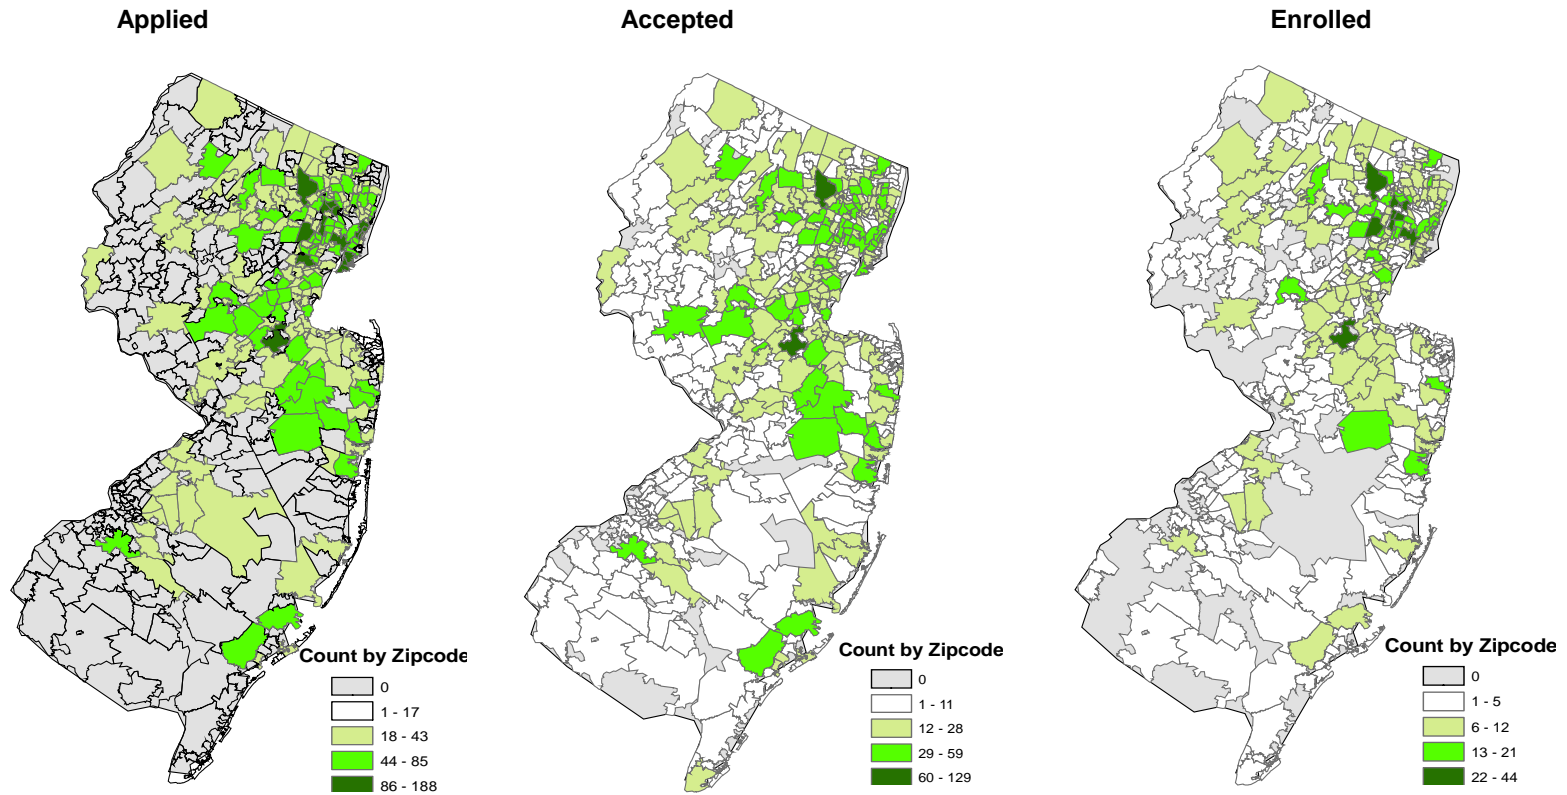 Applied
Accepted
Enrolled
Count by Zipcode
0
1 - 17
18 - 43
44 - 85
86 - 188
Count by Zipcode
0
1 - 11
12 - 28
29 - 59
60 - 129
Count by Zipcode
0
1 - 5
6 - 12
13 - 21
22 - 44